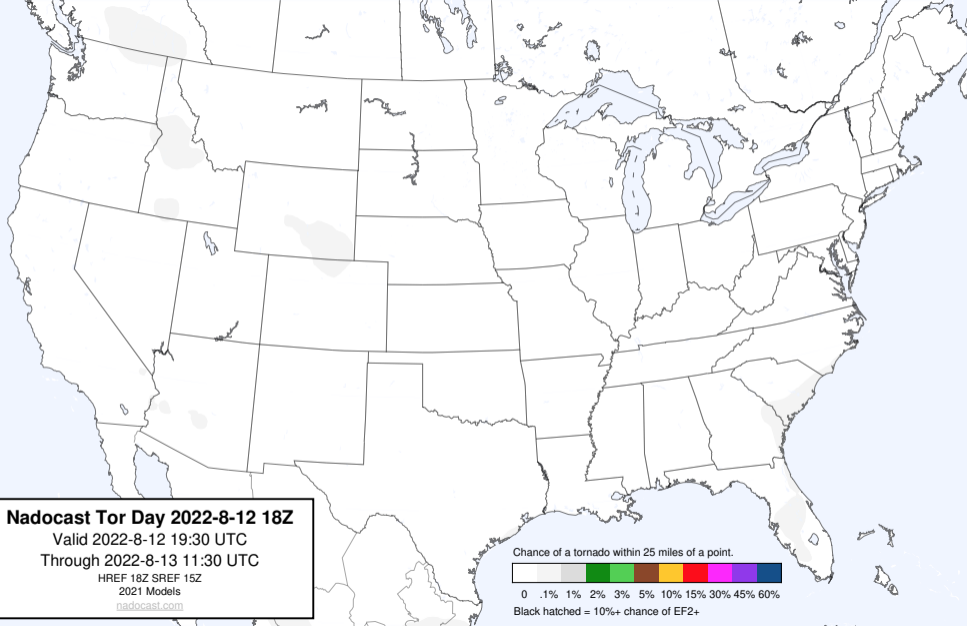 Nadocast Tor Day 2022-8-12 18Z
Valid 2022-8-12 19:30 UTC
Through 2022-8-13 11:30 UTC
HREF 18Z SREF 15Z
2021 Models
nadocast.com
Chance of a tornado within 25 miles of a point.
0 .1% 1% 2% 3% 5% 10% 15% 30% 45% 60%
Black hatched = 10%+ chance of EF2+